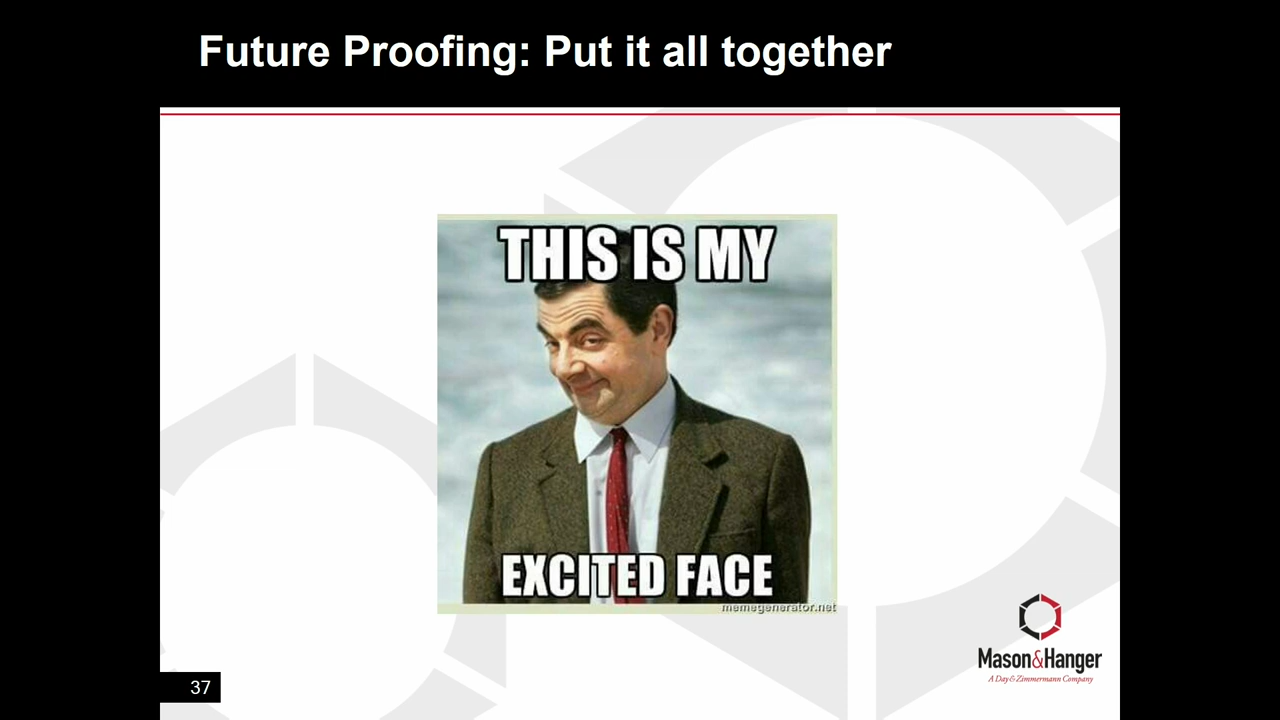 Future Proofing: Put it all together
THIS IS MY
EXCITED FACE
memegenerator.net
Mason&Hanger
A Day & Zimmermann Company
37